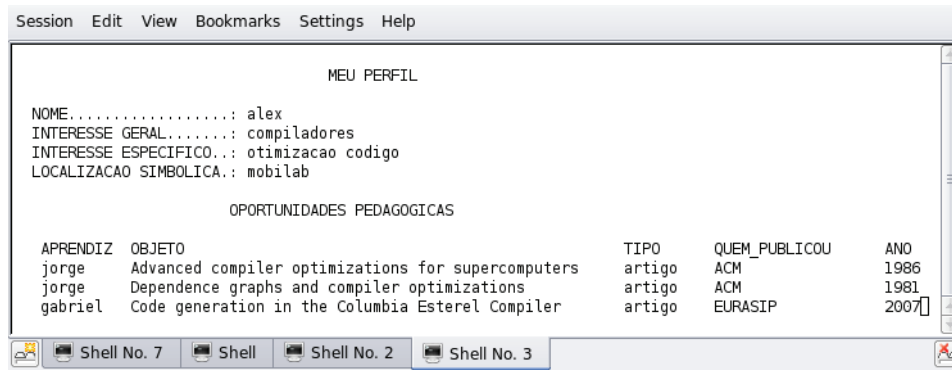 Session Edit View Bookmarks Settings Help
MEU PERFIL
NOME..................: alex
INTERESSE GERAL.......: compiladores
INTERESSE ESPECIFICO..: otimizacao codigo
LOCALIZACAO SIMBOLICA.: mobilab
OPORTUNIDADES PEDAGOGICAS
APRENDIZ OBJETO TIPO QUEM_PUBLICOU ANO
jorge Advanced compiler optimizations for supercomputers artigo ACM 1986
jorge Dependence graphs and compiler optimizations artigo ACM 1981
gabriel Code generation in the Columbia Esterel Compiler artigo EURASIP 2007
Shell No. 7 Shell Shell No. 2 Shell No. 3